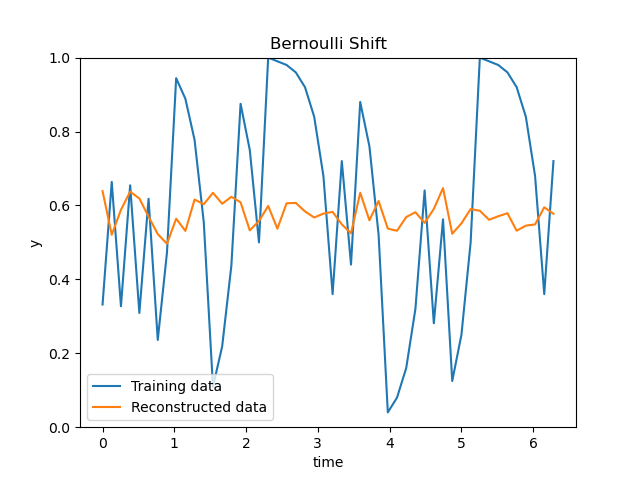 Bernoulli Shift
1.0
0.8
0.6
0.4
0.2
0.0
y
Training data
Reconstructed data
0 1 2 3 4 5 6
time